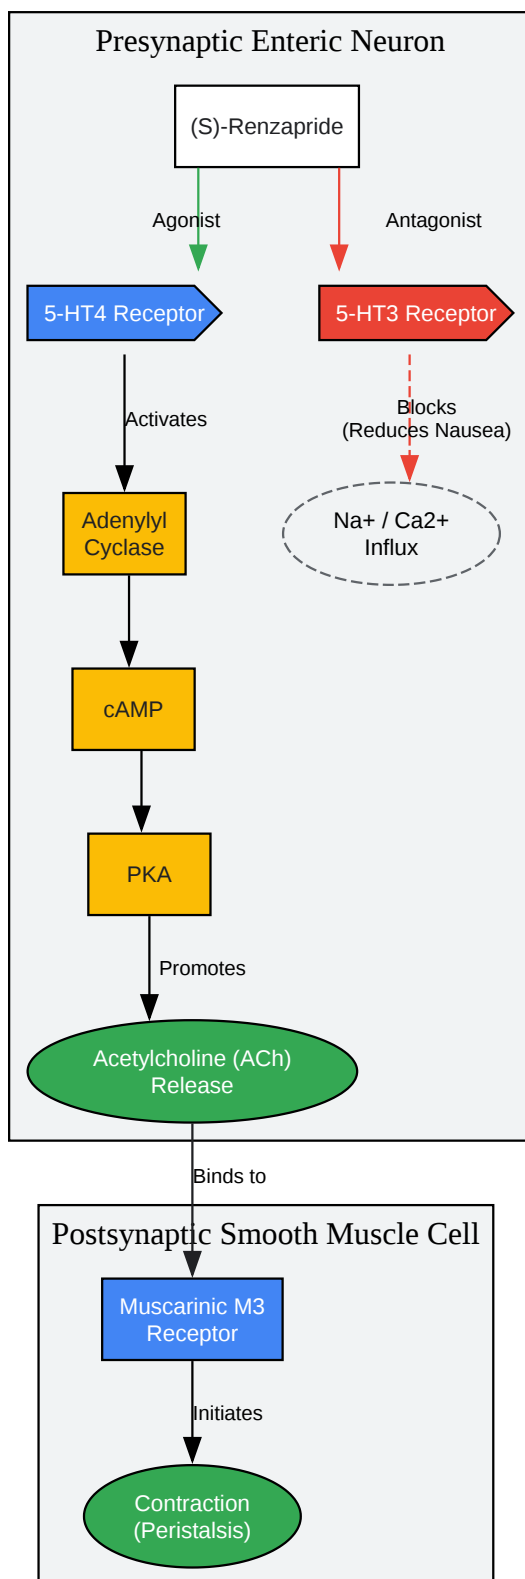 Presynaptic Enteric Neuron
(S)-Renzapride
Agonist
Antagonist
5-HT4 Receptor
5-HT3 Receptor
Activates
Blocks
(Reduces Nausea)
Adenylyl
Cyclase
Na+ / Ca2+
Influx
cAMP
PKA
Promotes
Acetylcholine (ACh)
Release
Binds to
Postsynaptic Smooth Muscle Cell
Muscarinic M3
Receptor
Initiates
Contraction
(Peristalsis)